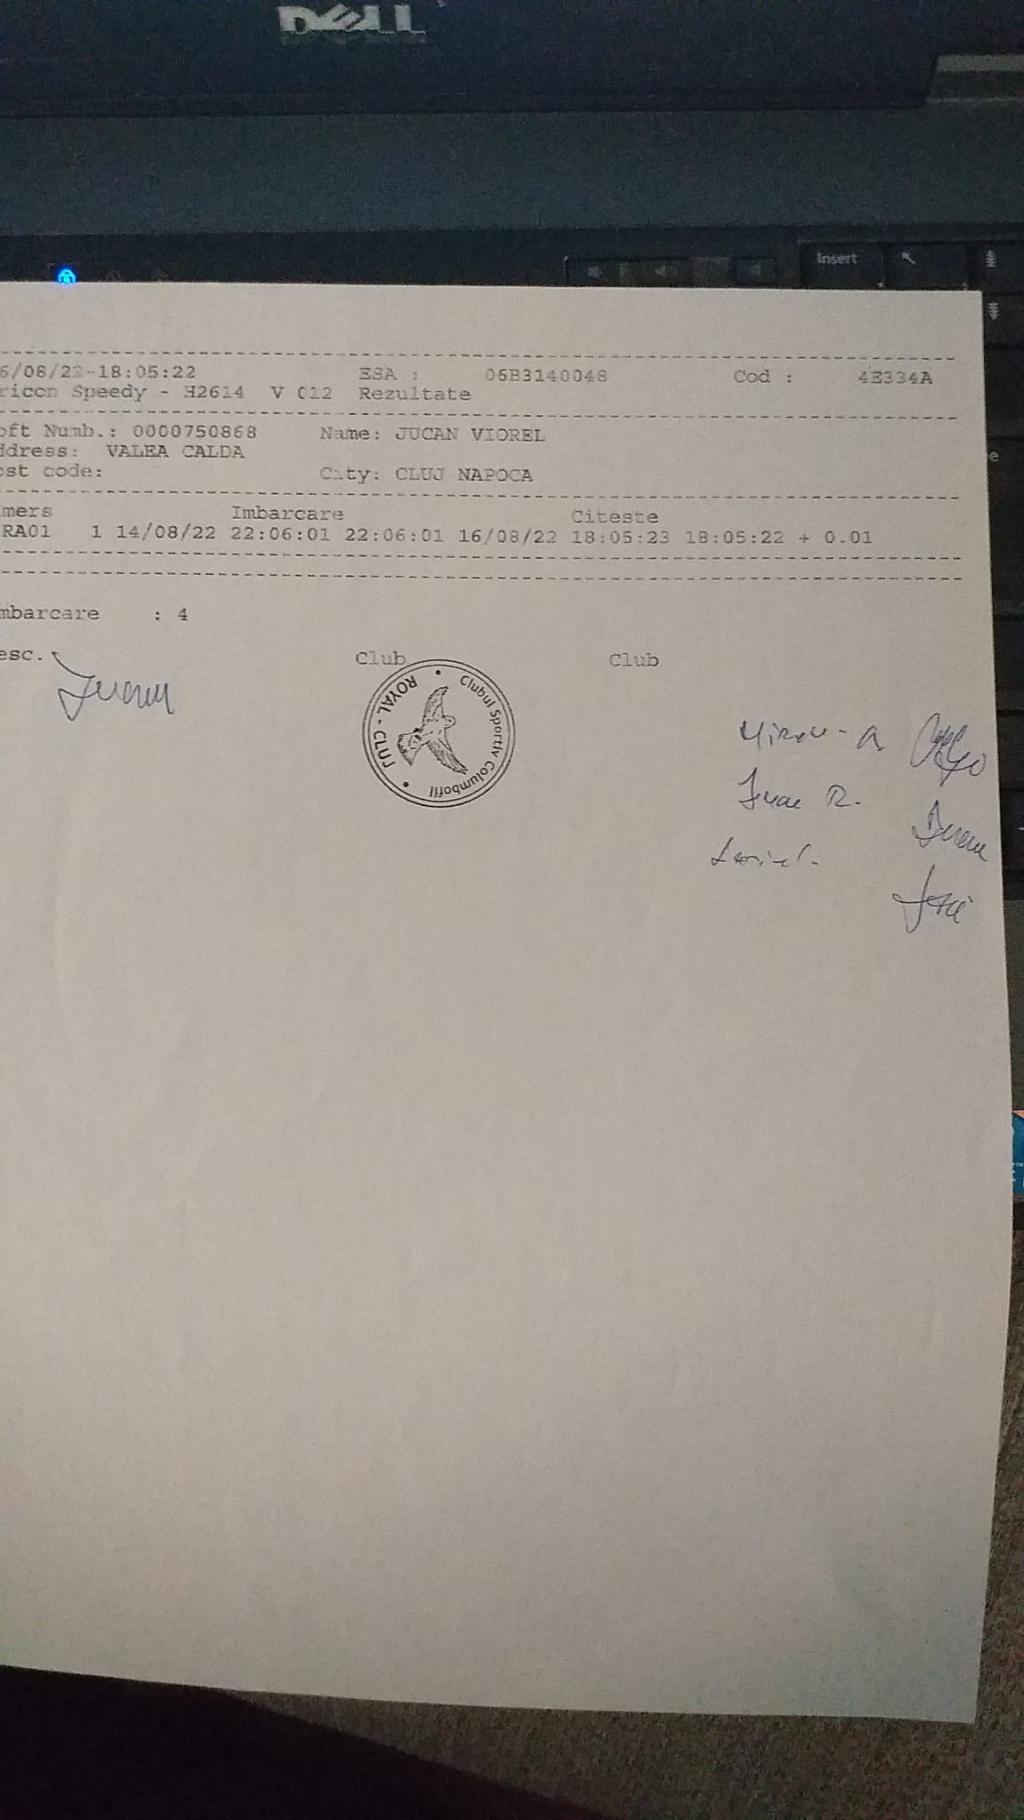 DELL
Insert
6/08/22-18:05:22 ESA : 05B3140048 Cod : 4E334A
ricon Speedy - H2614 V 012 Rezultate
oft Numb.: 0000750868 Name: JUCAN VIOREL
ddress: VALEA CALDA
ost code: City: CLUJ NAPOCA
mers Imbarcare Citeste
RA01 1 14/08/22 22:06:01 22:06:01 16/08/22 18:05:23 18:05:22 + 0.01
mbarcare : 4
esc. Club Club
Clubul Sportiv Columbofil
ROYAL - CLUJ